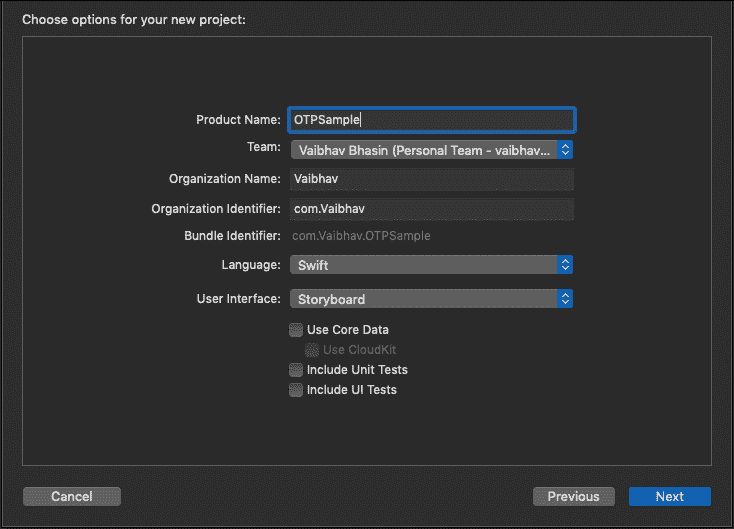 Choose options for your new project:
Product Name: OTPSample
Team: Vaibhav Bhasin (Personal Team - vaibhav...
Organization Name: Vaibhav
Organization Identifier: com.Vaibhav
Bundle Identifier: com.Vaibhav.OTPSample
Language: Swift
User Interface: Storyboard
Use Core Data
Use CloudKit
Include Unit Tests
Include UI Tests
Cancel Previous Next